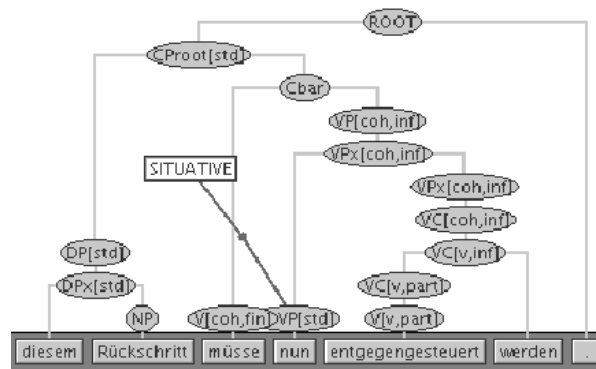 ROOT
CProot[std]
Cbar
VP[coh,inf]
VPx[coh,inf]
SITUATIVE
VPx[coh,inf]
VC[coh,inf]
DP[std] VC[v,inf]
DPx[std] VC[v,part]
NP V[coh,fin] DVP[std] V[v,part]
diesem Rückschritt müsse nun entgegengesteuert werden .